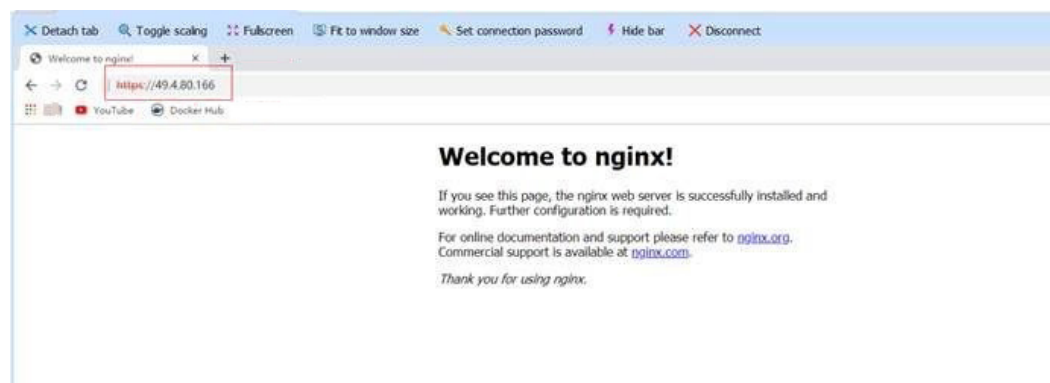 Detach tab Toggle scaling Fullscreen Fit to window size Set connection password Hide bar Disconnect
Welcome to nginx!
https://49.4.80.166
YouTube Docker Hub
Welcome to nginx!
If you see this page, the nginx web server is successfully installed and
working. Further configuration is required.
For online documentation and support please refer to nginx.org.
Commercial support is available at nginx.com.
Thank you for using nginx.